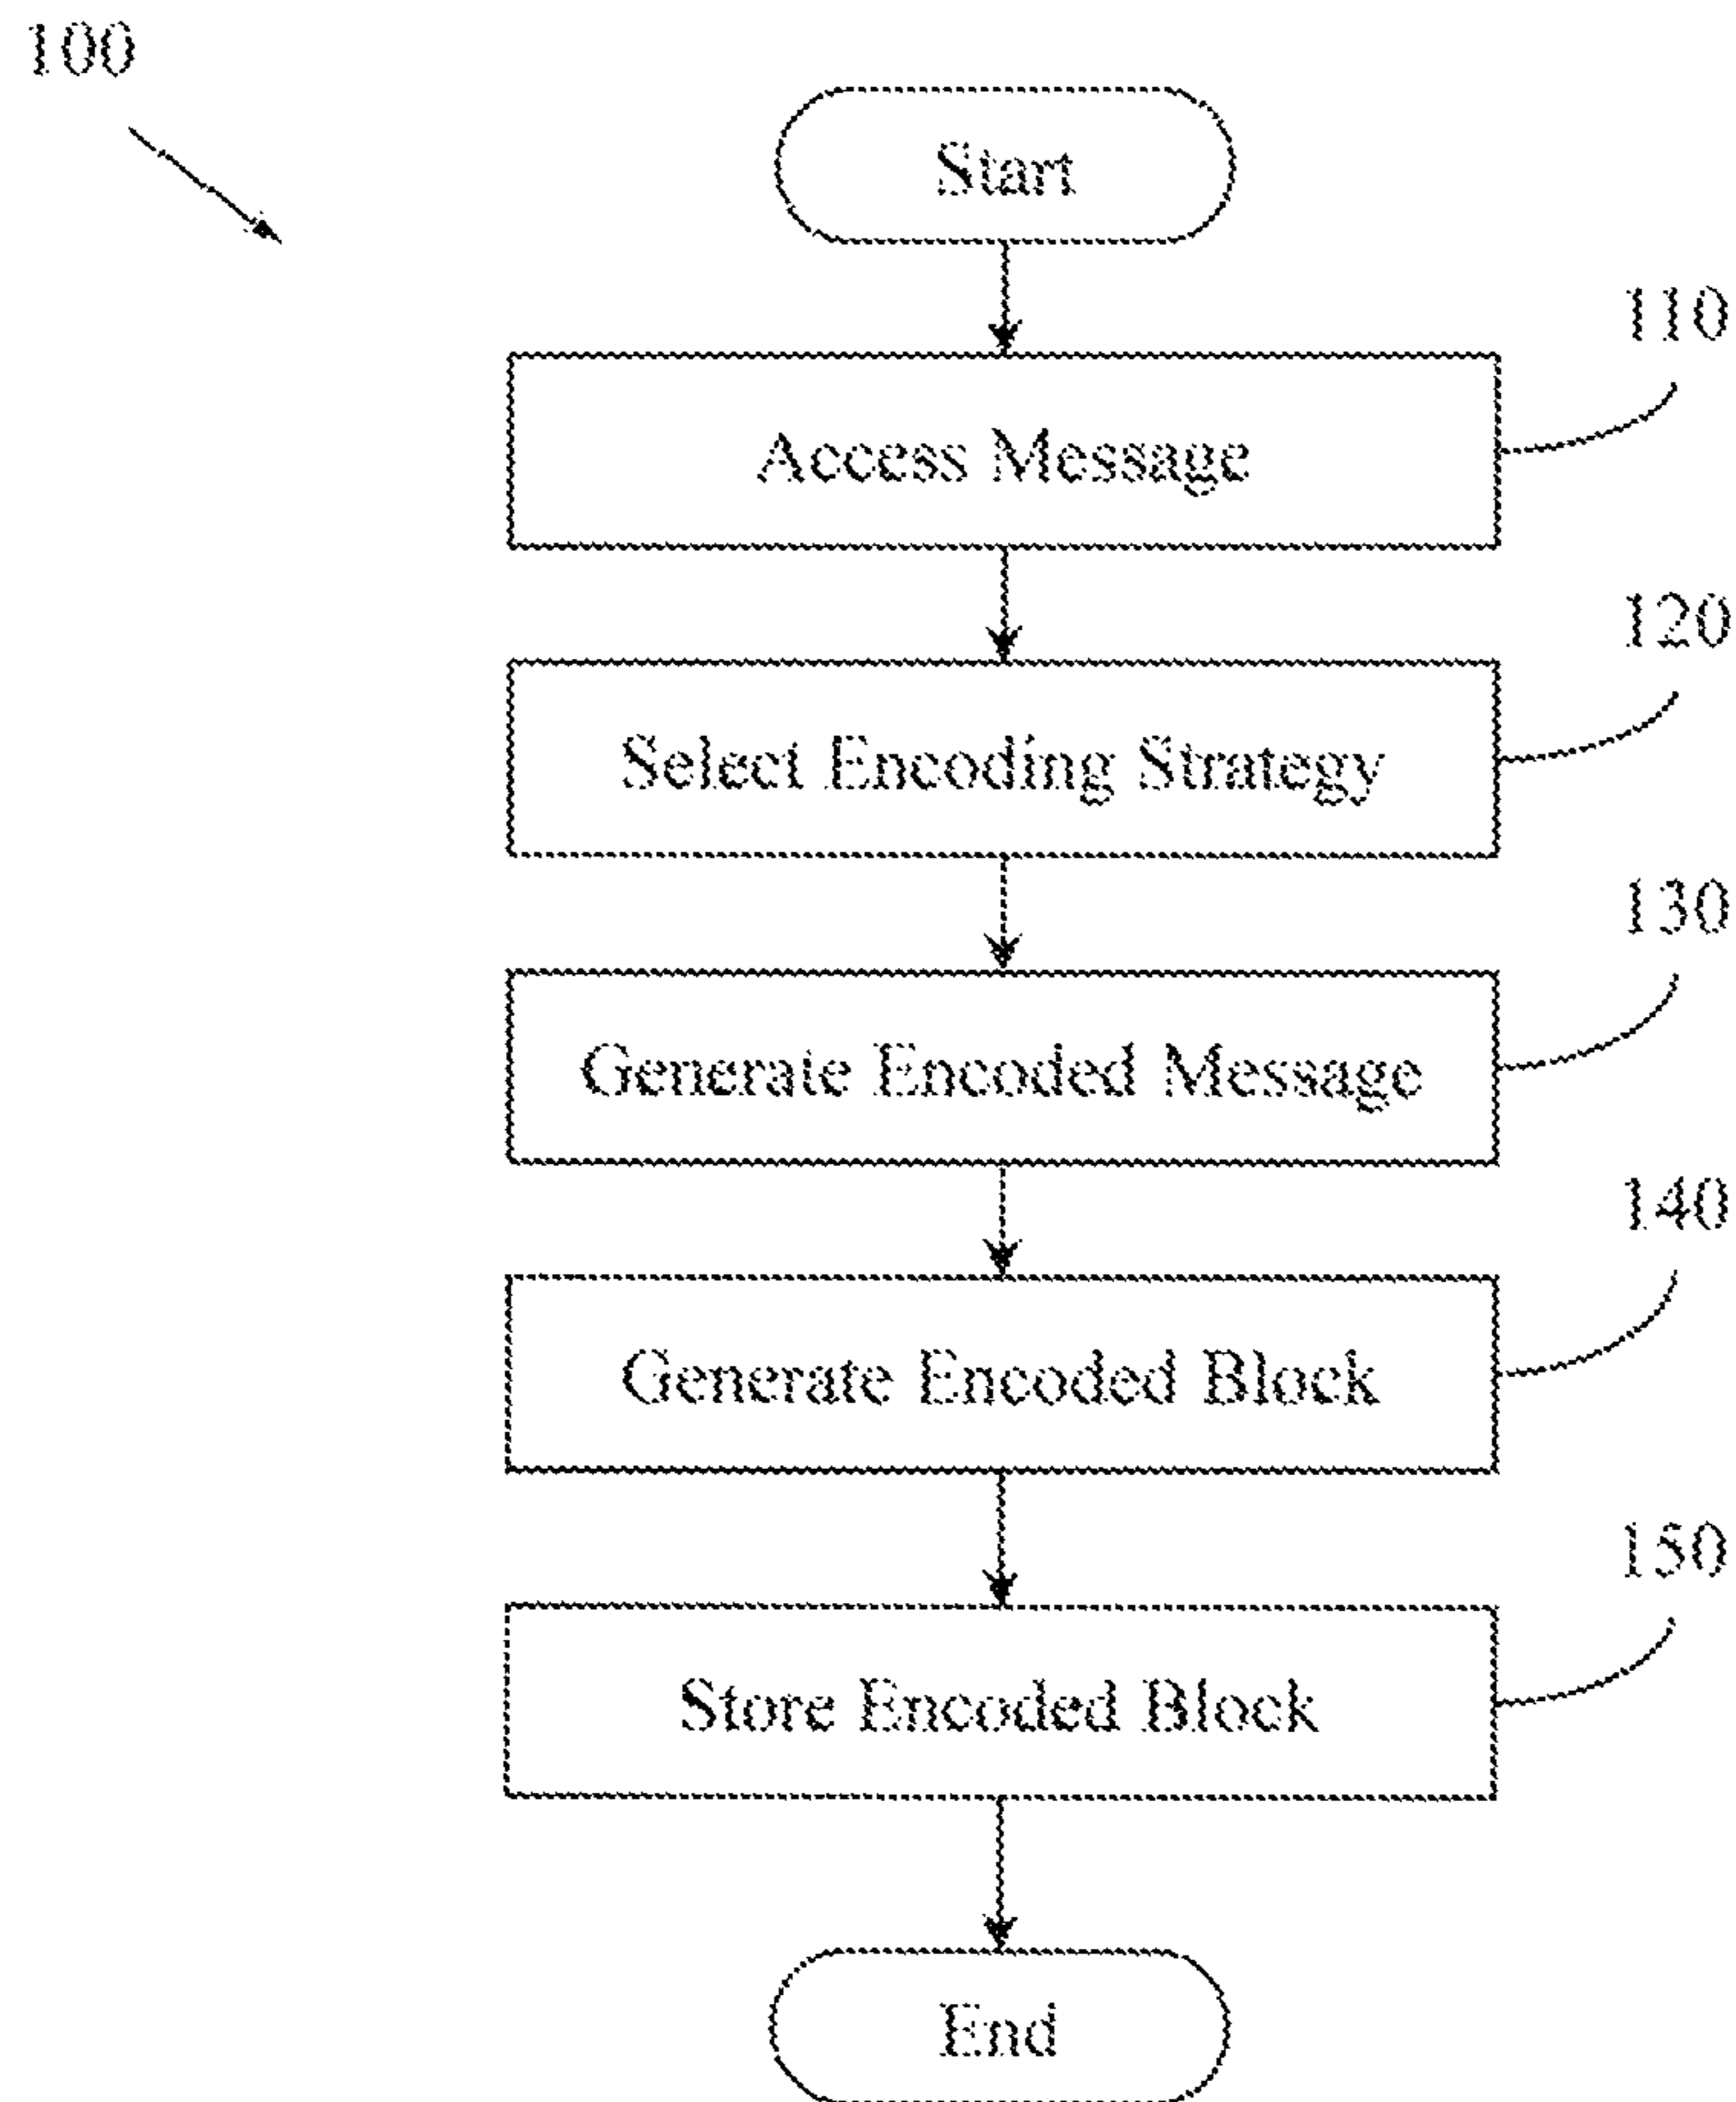 100
Start
110
Access Message
120
Select Encoding Strategy
130
Generate Encoded Message
140
Generate Encoded Block
150
Store Encoded Block
End